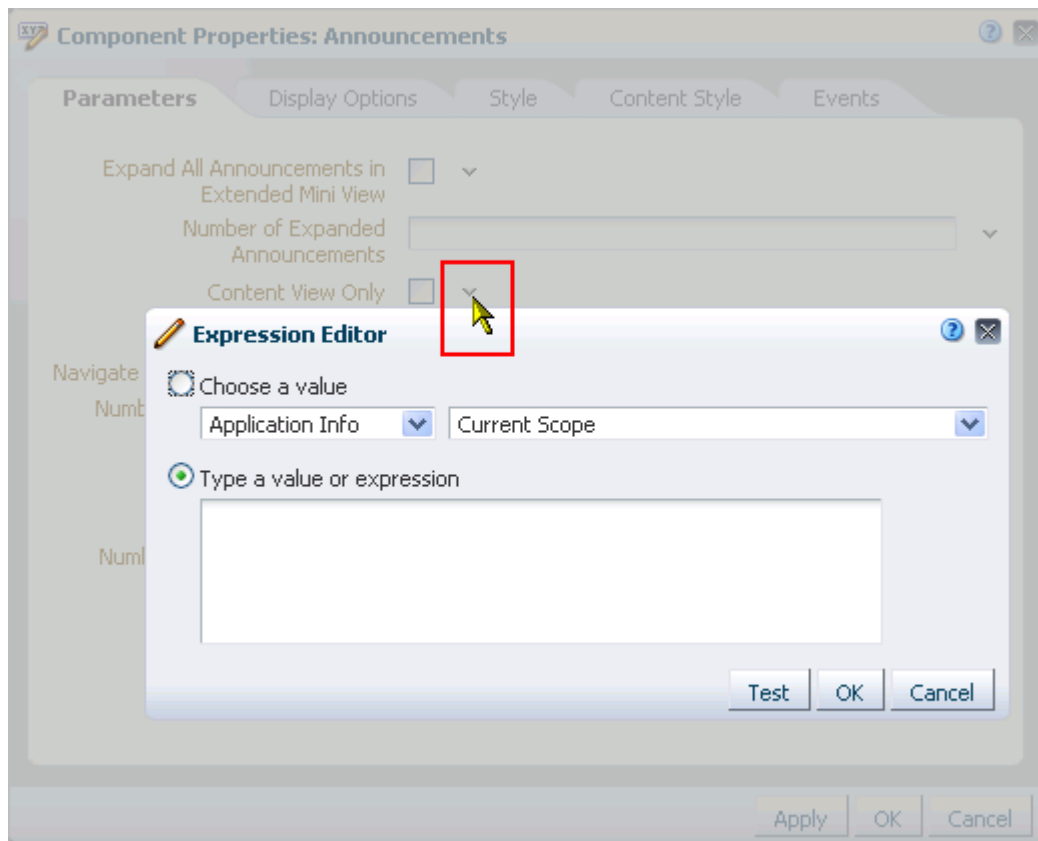 Component Properties: Announcements
Parameters Display Options Style Content Style Events
Expand All Announcements in
Extended Mini View
Number of Expanded
Announcements
Content View Only
Expression Editor
Navigate
Choose a value
Application Info Current Scope
Type a value or expression
Test OK Cancel
Apply OK Cancel